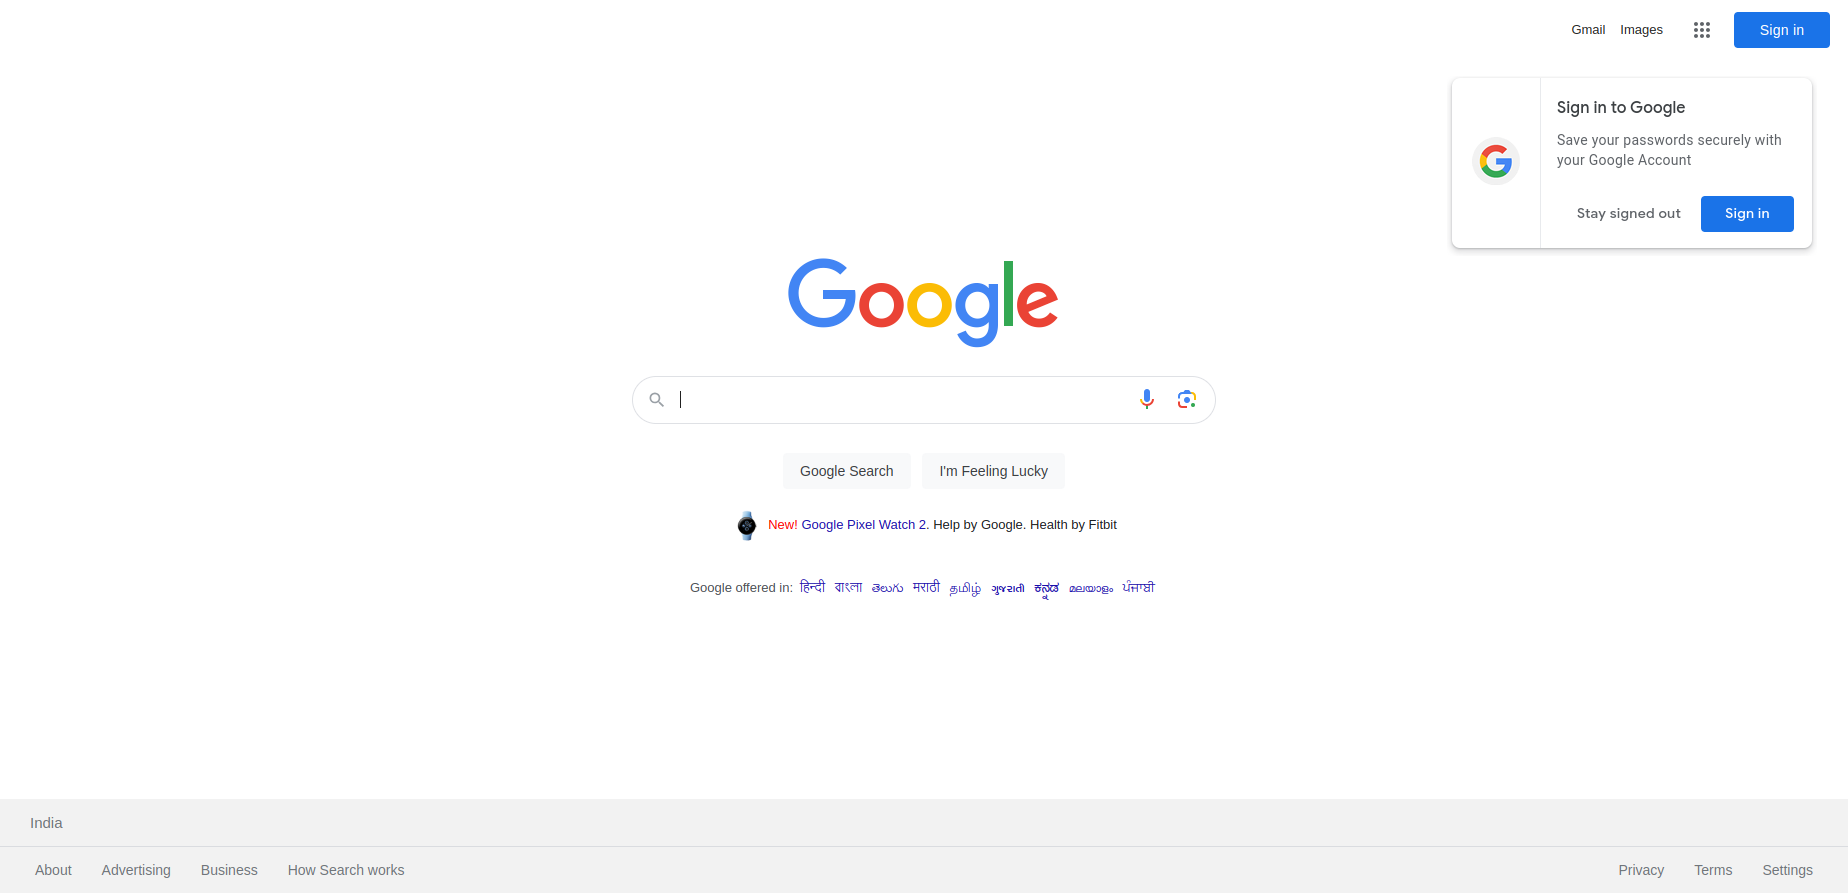 Gmail Images Sign in
Sign in to Google
Save your passwords securely with
your Google Account
Stay signed out Sign in
Google
Google Search I'm Feeling Lucky
New! Google Pixel Watch 2. Help by Google. Health by Fitbit
Google offered in: हिन्दी বাংলা తెలుగు मराठी தமிழ் ગુજરાતી ಕನ್ನಡ മലയാളം ਪੰਜਾਬੀ
India
About Advertising Business How Search works Privacy Terms Settings